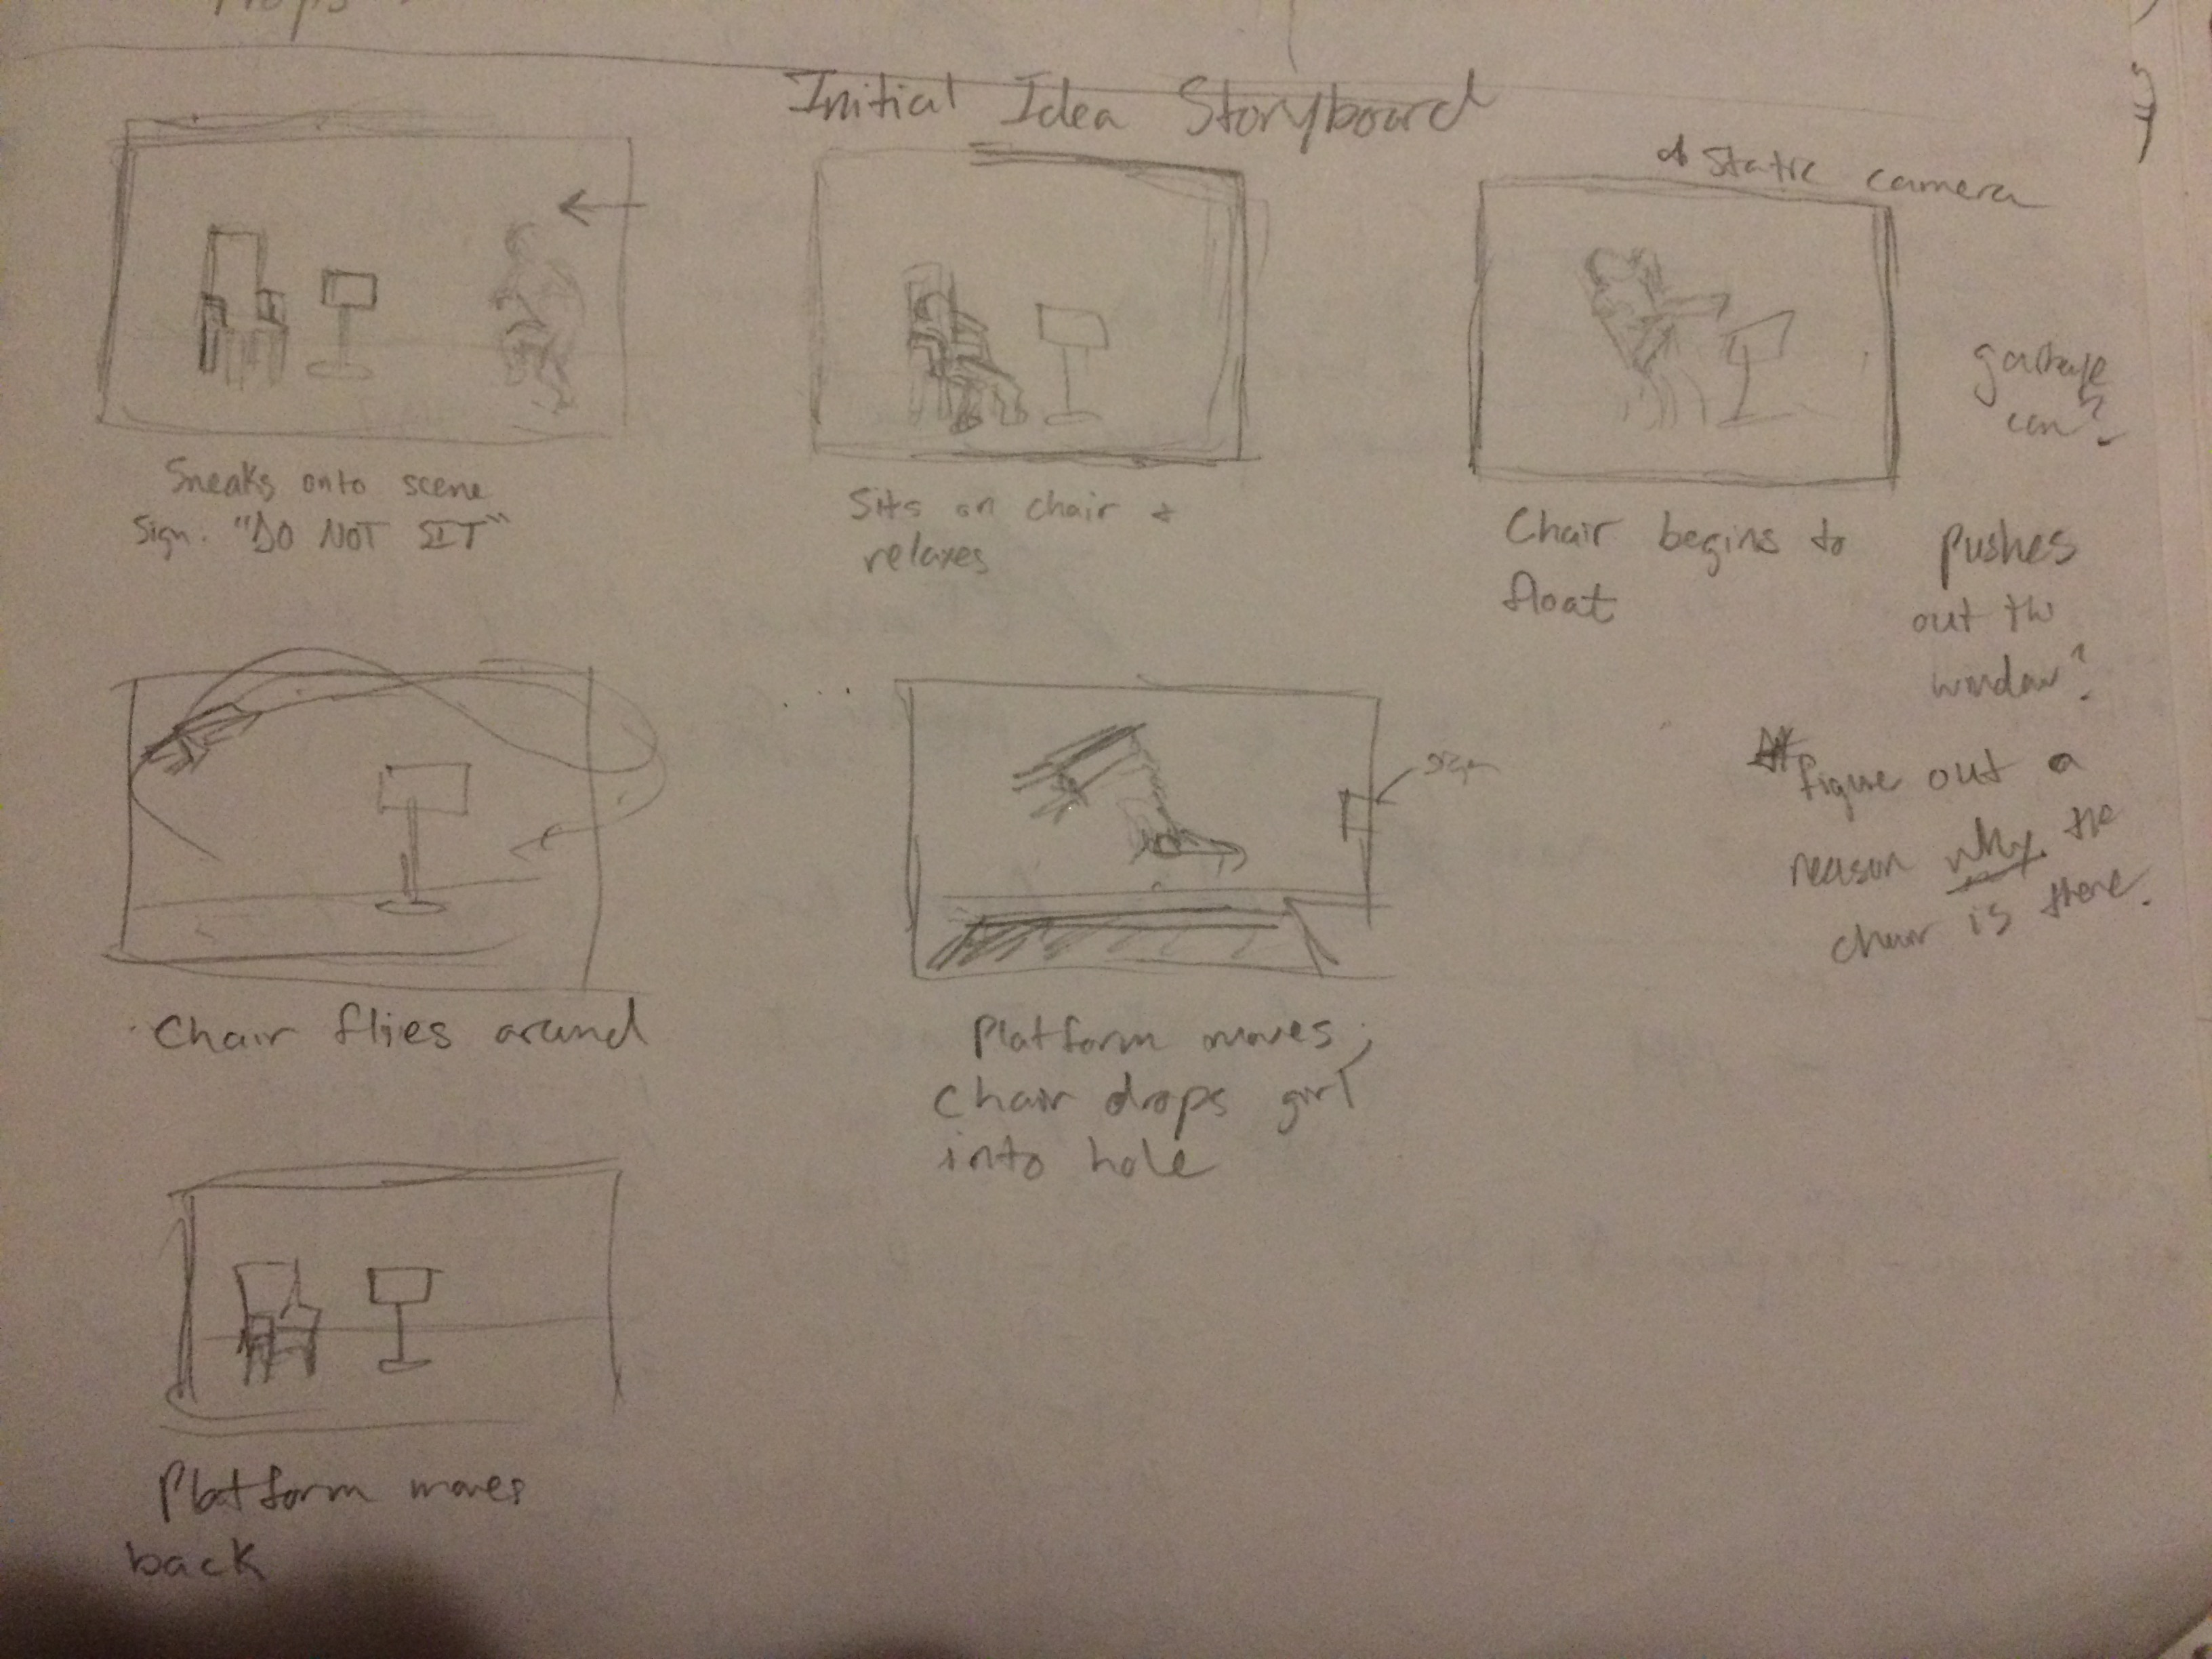 Props
Initial Idea Storyboard
* Static camera
Sneaks onto scene
Sign: "DO NOT SIT"
Sits on chair +
relaxes
Chair begins to
float
garbage
can?
pushes
out the
window?
* figure out a
reason why the
chair is there.
sign
Chair flies around
Platform moves;
chair drops girl
into hole
Platform moves
back